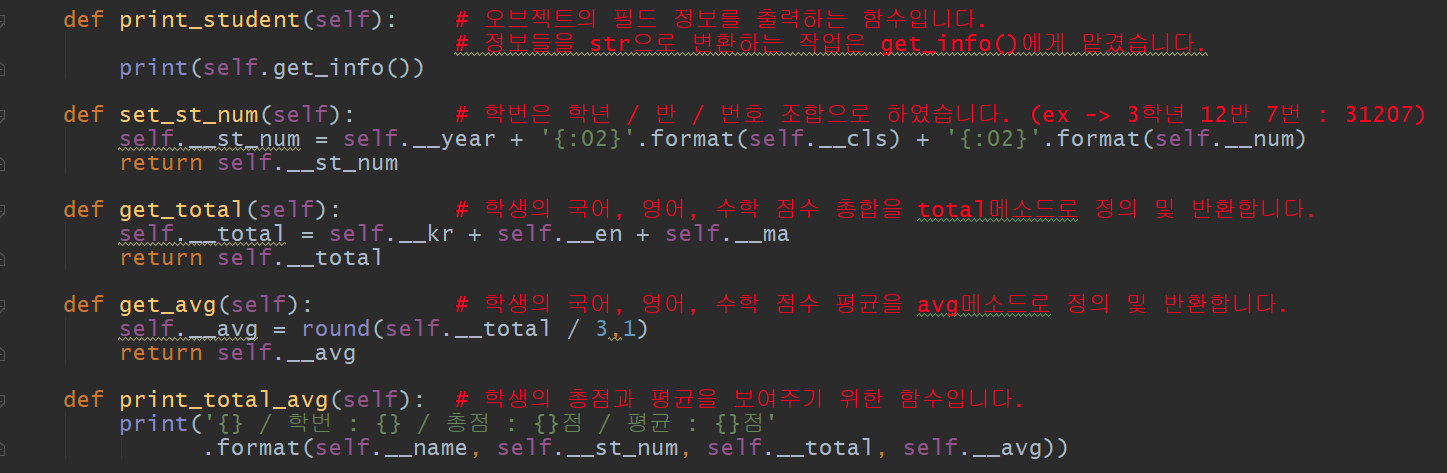 def print_student(self):    # 오브젝트의 필드 정보를 출력하는 함수입니다.
# 정보들을 str으로 변환하는 작업은 get_info()에게 맡겼습니다.
print(self.get_info())
def set_st_num(self):       # 학번은 학년 / 반 / 번호 조합으로 하였습니다. (ex -> 3학년 12반 7번 : 31207)
self.__st_num = self.__year + '{:02}'.format(self.__cls) + '{:02}'.format(self.__num)
return self.__st_num
def get_total(self):        # 학생의 국어, 영어, 수학 점수 총합을 total메소드로 정의 및 반환합니다.
self.__total = self.__kr + self.__en + self.__ma
return self.__total
def get_avg(self):          # 학생의 국어, 영어, 수학 점수 평균을 avg메소드로 정의 및 반환합니다.
self.__avg = round(self.__total / 3,1)
return self.__avg
def print_total_avg(self):  # 학생의 총점과 평균을 보여주기 위한 함수입니다.
print('{} / 학번 : {} / 총점 : {}점 / 평균 : {}점'
.format(self.__name, self.__st_num, self.__total, self.__avg))